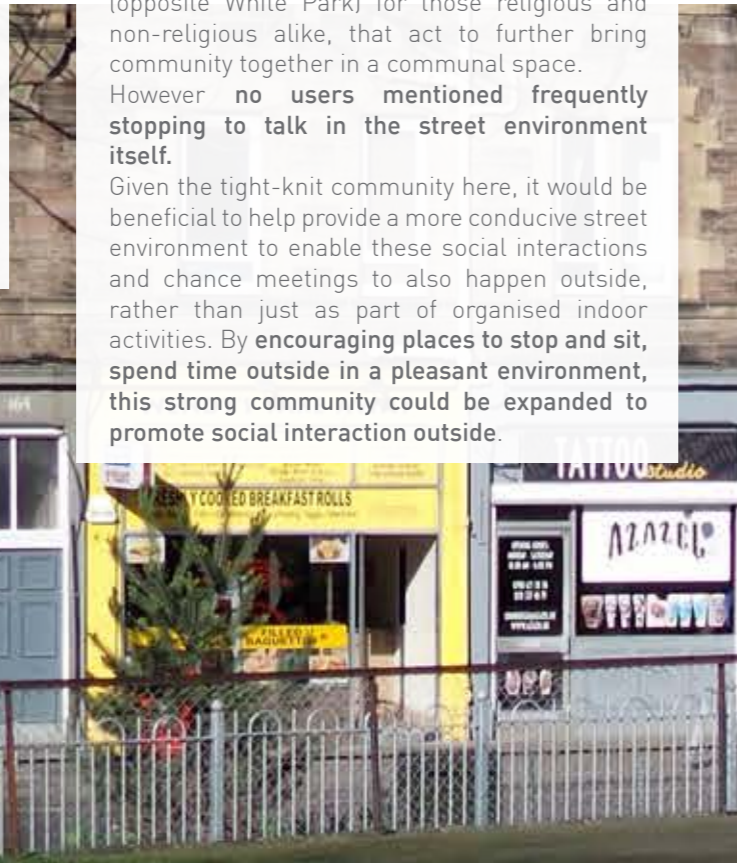 (opposite White Park) for those religious and
non-religious alike, that act to further bring
community together in a communal space.
However no users mentioned frequently
stopping to talk in the street environment
itself.
Given the tight-knit community here, it would be
beneficial to help provide a more conducive street
environment to enable these social interactions
and chance meetings to also happen outside,
rather than just as part of organised indoor
activities. By encouraging places to stop and sit,
spend time outside in a pleasant environment,
this strong community could be expanded to
promote social interaction outside.
164
TATTOO studio
COOKED BREAKFAST ROLLS
AZAZEL
FILLED
BAGUETTES